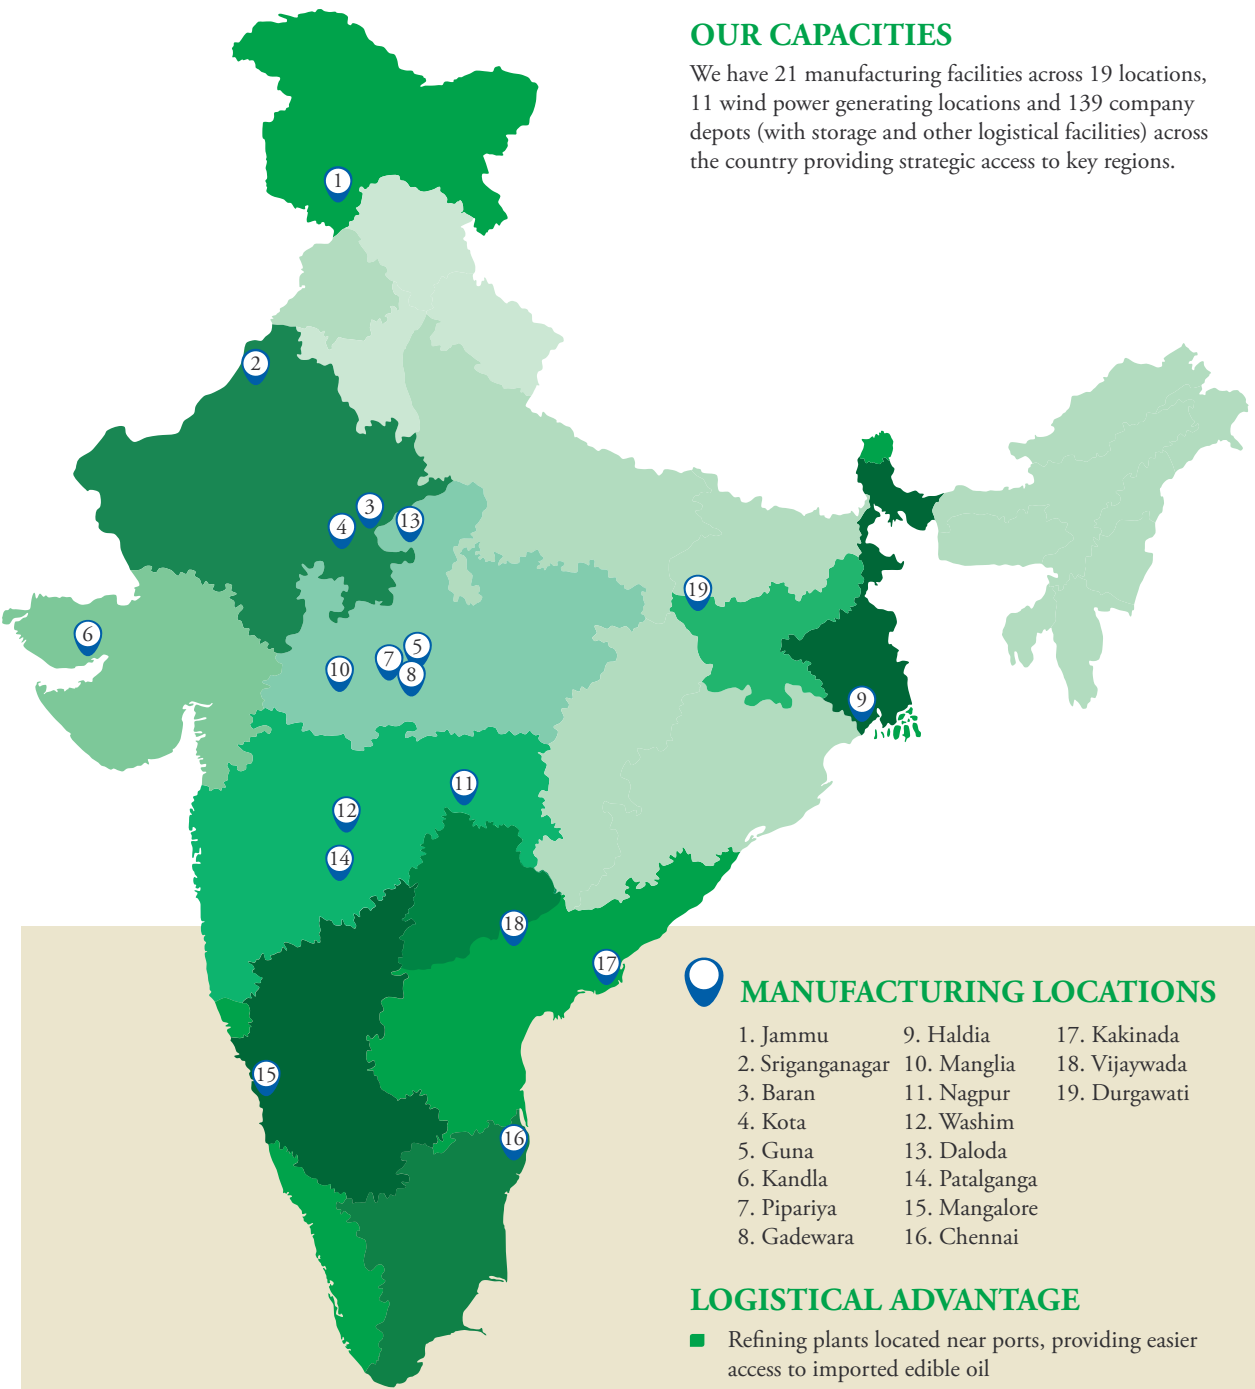 OUR CAPACITIES
We have 21 manufacturing facilities across 19 locations,
11 wind power generating locations and 139 company
depots (with storage and other logistical facilities) across
the country providing strategic access to key regions.
1
2
3
4
13
19
6
5
7
10
8
9
11
12
14
18
17
15
16
MANUFACTURING LOCATIONS
1. Jammu
2. Sriganganagar
3. Baran
4. Kota
5. Guna
6. Kandla
7. Pipariya
8. Gadewara
9. Haldia
10. Manglia
11. Nagpur
12. Washim
13. Daloda
14. Patalganga
15. Mangalore
16. Chennai
17. Kakinada
18. Vijaywada
19. Durgawati
LOGISTICAL ADVANTAGE
Refining plants located near ports, providing easier
access to imported edible oil